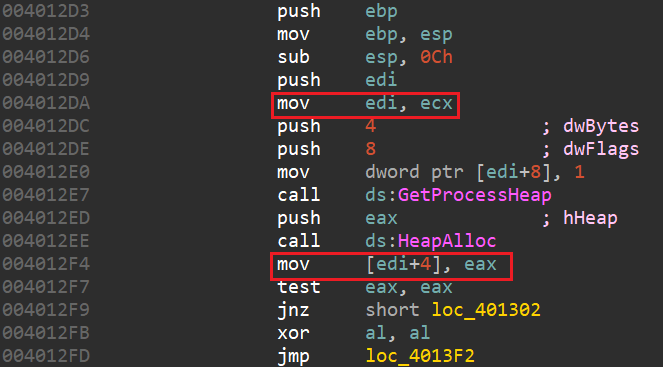 004012D3 push ebp
004012D4 mov ebp, esp
004012D6 sub esp, 0Ch
004012D9 push edi
004012DA mov edi, ecx
004012DC push 4 ; dwBytes
004012DE push 8 ; dwFlags
004012E0 mov dword ptr [edi+8], 1
004012E7 call ds:GetProcessHeap
004012ED push eax ; hHeap
004012EE call ds:HeapAlloc
004012F4 mov [edi+4], eax
004012F7 test eax, eax
004012F9 jnz short loc_401302
004012FB xor al, al
004012FD jmp loc_4013F2